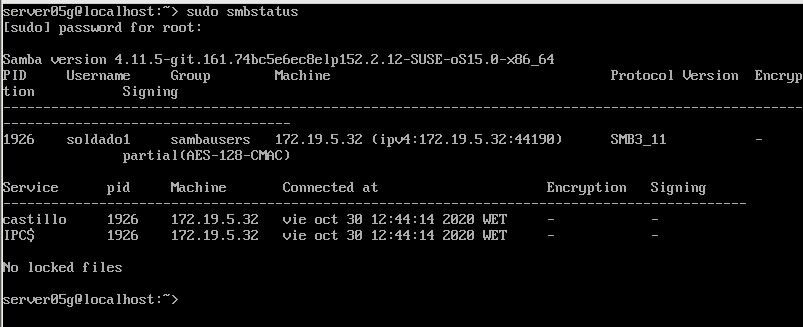 server05g@localhost:~> sudo smbstatus
[sudo] password for root:
Samba version 4.11.5-git.161.74bc5e6ec8elp152.2.12-SUSE-oS15.0-x86_64
PID     Username     Group        Machine                                   Protocol Version  Encryp
tion           Signing
----------------------------------------------------------------------------------------------------
------------------------------------
1926    soldado1     sambausers   172.19.5.32 (ipv4:172.19.5.32:44190)      SMB3_11           -
               partial(AES-128-CMAC)
Service      pid     Machine       Connected at                     Encryption   Signing
---------------------------------------------------------------------------------------------
castillo     1926    172.19.5.32   vie oct 30 12:44:14 2020 WET     -            -
IPC$         1926    172.19.5.32   vie oct 30 12:44:14 2020 WET     -            -
No locked files
server05g@localhost:~>